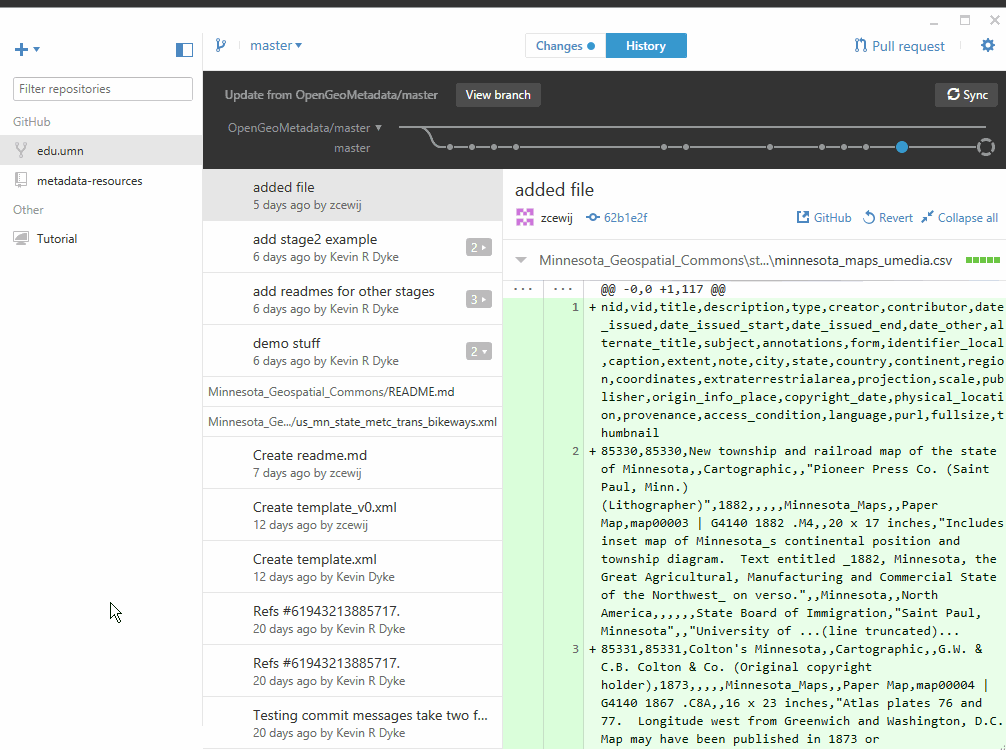 master
Changes
History
Pull request
Filter repositories
GitHub
edu.umn
metadata-resources
Other
Tutorial
Update from OpenGeoMetadata/master
View branch
Sync
OpenGeoMetadata/master
master
added file
5 days ago by zcewij
add stage2 example
6 days ago by Kevin R Dyke
2
add readmes for other stages
6 days ago by Kevin R Dyke
3
demo stuff
6 days ago by Kevin R Dyke
2
Minnesota_Geospatial_Commons/README.md
Minnesota_Ge.../us_mn_state_metc_trans_bikeways.xml
Create readme.md
7 days ago by zcewij
Create template_v0.xml
12 days ago by zcewij
Create template.xml
12 days ago by Kevin Dyke
Refs #61943213885717.
20 days ago by Kevin R Dyke
Refs #61943213885717.
20 days ago by Kevin R Dyke
Testing commit messages take two f...
20 days ago by Kevin R Dyke
added file
zcewij 62b1e2f
GitHub Revert Collapse all
Minnesota_Geospatial_Commons\st...\minnesota_maps_umedia.csv
... ... @@ -0,0 +1,117 @@
1 +nid,vid,title,description,type,creator,contributor,date
_issued,date_issued_start,date_issued_end,date_other,al
ternate_title,subject,annotations,form,identifier_local
,caption,extent,note,city,state,country,continent,regio
n,coordinates,extraterrestrialarea,projection,scale,pub
lisher,origin_info_place,copyright_date,physical_locati
on,provenance,access_condition,language,purl,fullsize,t
humbnail
2 +85330,85330,New township and railroad map of the state
of Minnesota,,Cartographic,,"Pioneer Press Co. (Saint
Paul, Minn.)
(Lithographer)",1882,,,,,Minnesota_Maps,,Paper
Map,map00003 | G4140 1882 .M4,,20 x 17 inches,"Includes
inset map of Minnesota_s continental position and
township diagram.  Text entitled _1882, Minnesota, the
Great Agricultural, Manufacturing and Commercial State
of the Northwest_ on verso.",,Minnesota,,North
America,,,,,,State Board of Immigration,"Saint Paul,
Minnesota",,"University of ...(line truncated)...
3 +85331,85331,Colton's Minnesota,,Cartographic,,G.W. &
C.B. Colton & Co. (Original copyright
holder),1873,,,,,Minnesota_Maps,,Paper Map,map00004 |
G4140 1867 .C8A,,16 x 23 inches,"Atlas plates 76 and
77.  Longitude west from Greenwich and Washington, D.C.
Map may have been published in 1873 or